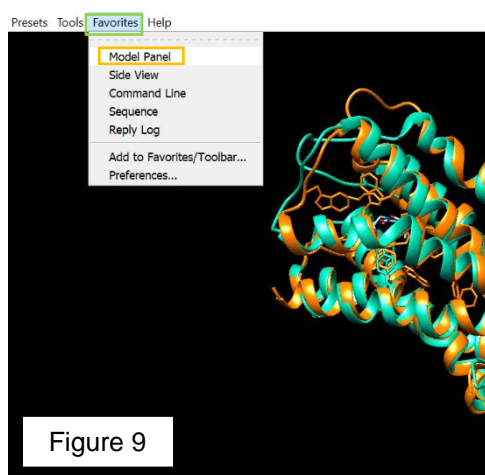 Presets Tools Favorites Help
Model Panel
Side View
Command Line
Sequence
Reply Log
Add to Favorites/Toolbar...
Preferences...
Figure 9